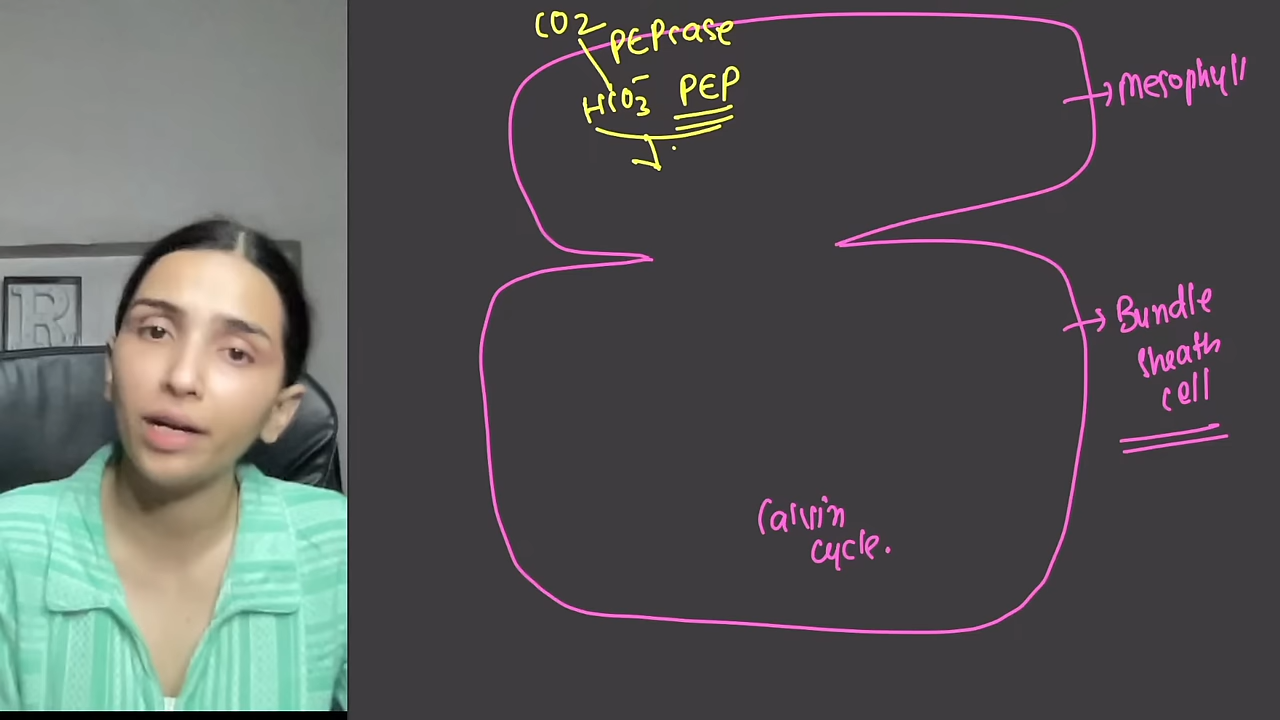 CO2
PEPcase
HCO3⁻ PEP
Mesophyll
Bundle
sheath
cell
Calvin
cycle.
R